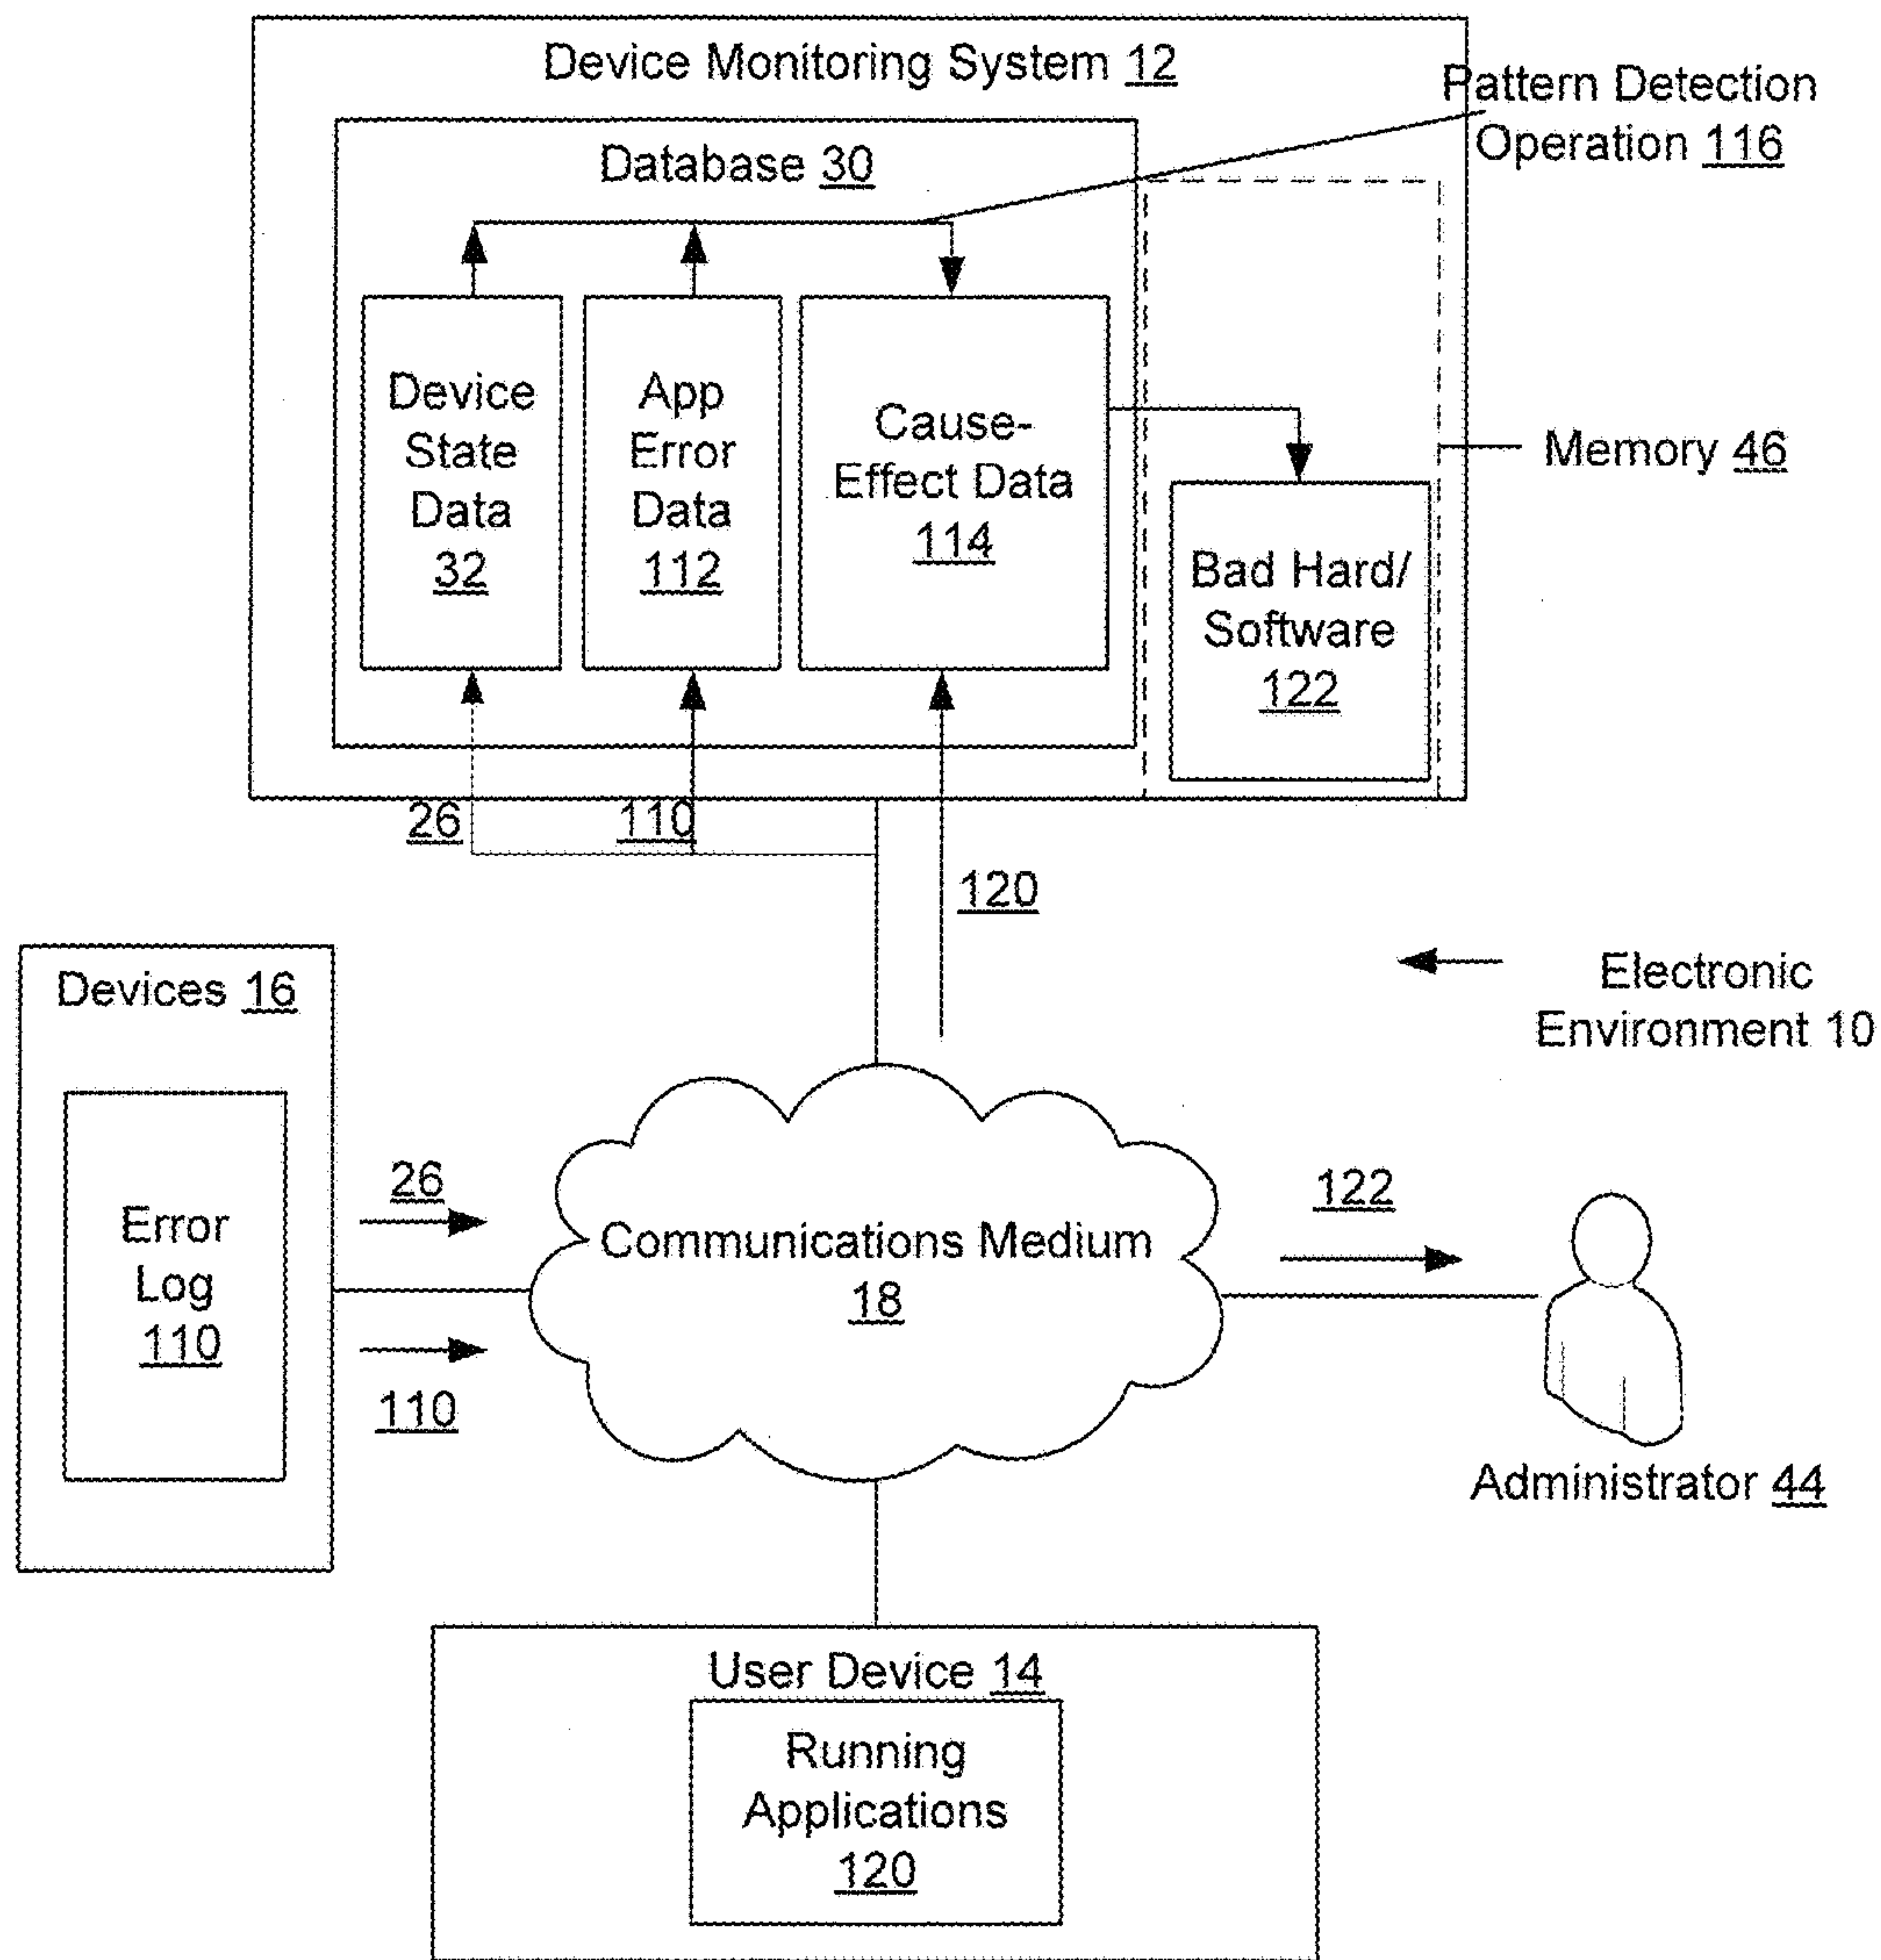 Device Monitoring System 12
Pattern Detection
Operation 116
Database 30
Device
State
Data
32
App
Error
Data
112
Cause-
Effect Data
114
Memory 46
Bad Hard/
Software
122
26
110
120
Devices 16
Electronic
Environment 10
Error
Log
110
26
110
Communications Medium
18
122
Administrator 44
User Device 14
Running
Applications
120